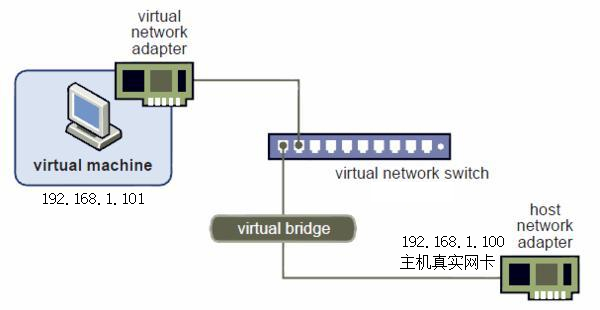 virtual
network
adapter
virtual machine
192.168.1.101
virtual network switch
virtual bridge
host
network
adapter
192.168.1.100
主机真实网卡